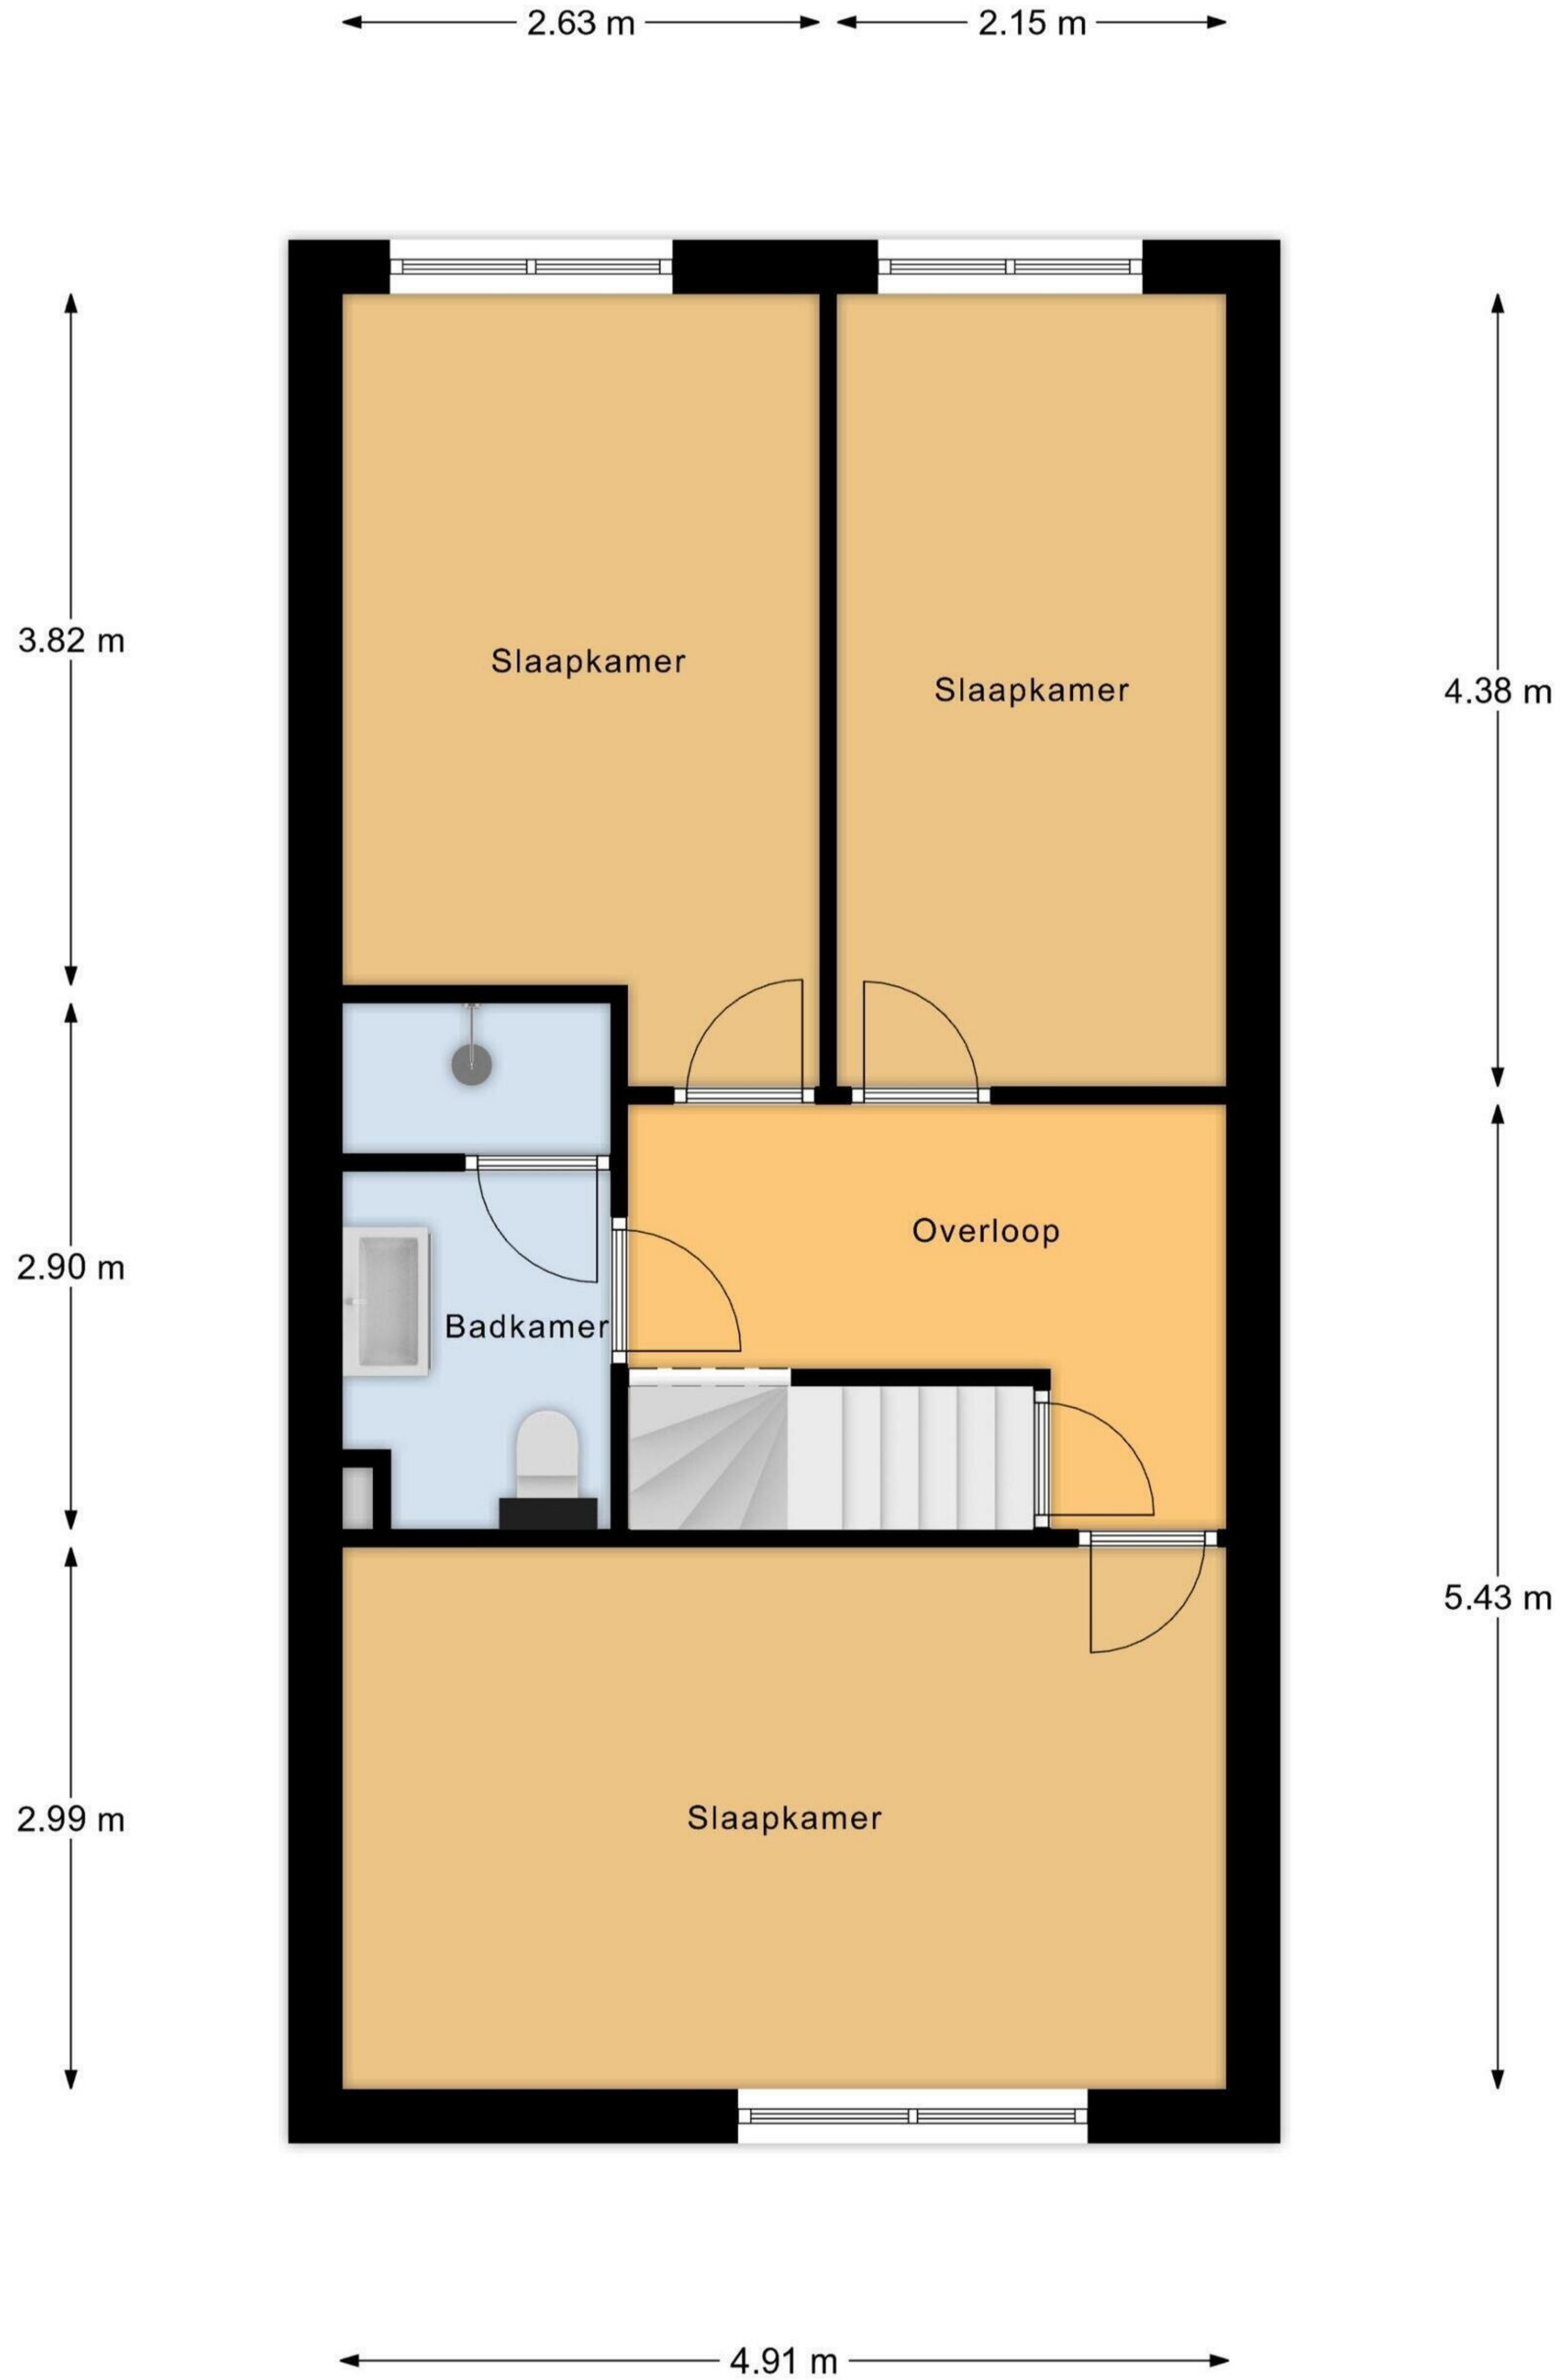 2.63 m
2.15 m
3.82 m
Slaapkamer
Slaapkamer
4.38 m
Overloop
2.90 m
Badkamer
5.43 m
Slaapkamer
2.99 m
4.91 m